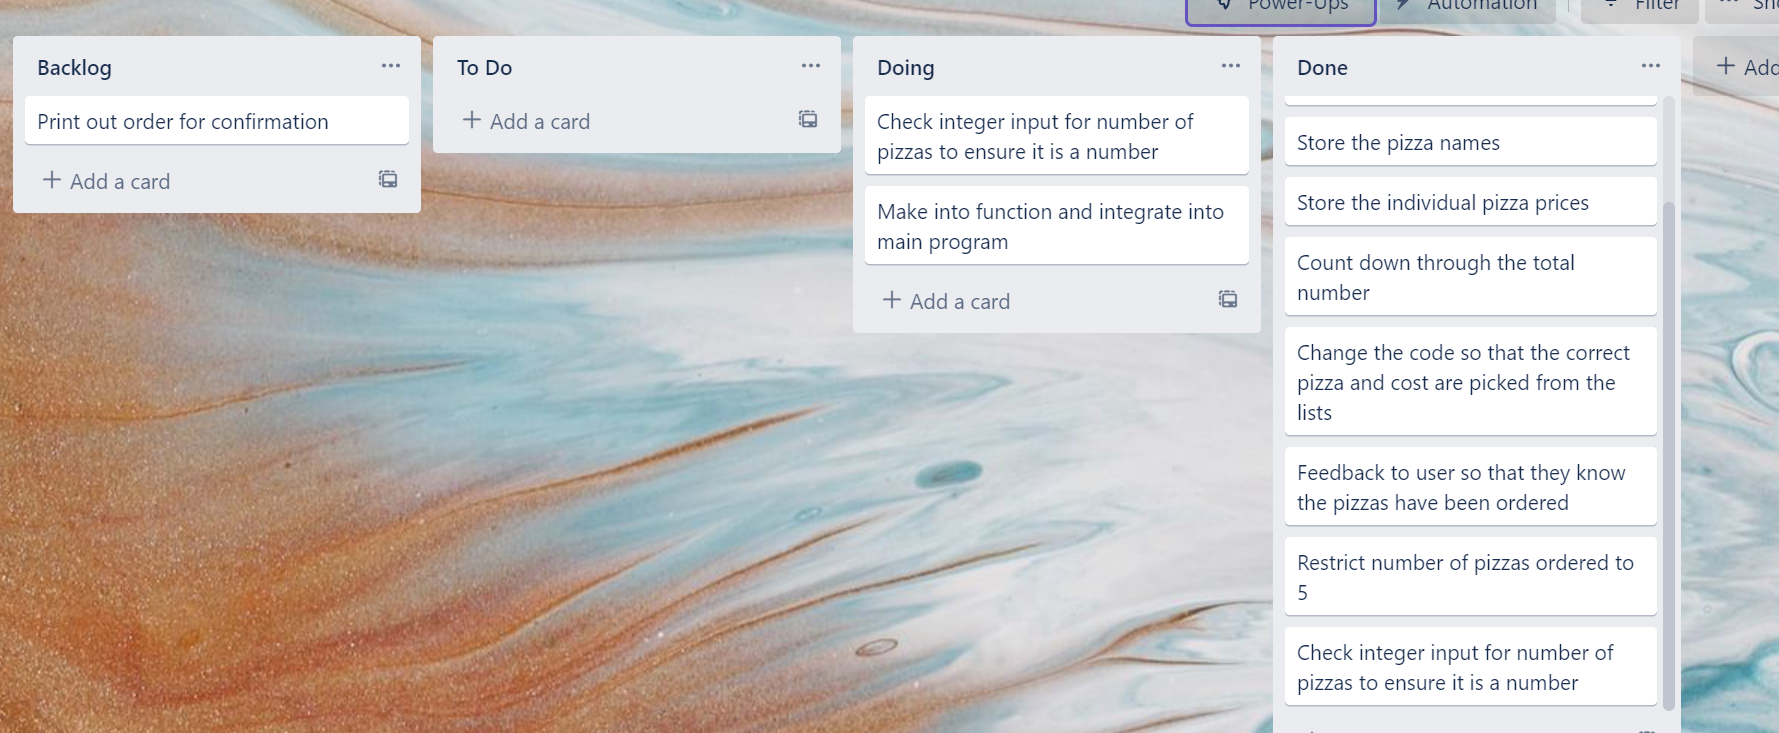 Power-Ups
Automation
Filter
Backlog
Print out order for confirmation
Add a card
To Do
Add a card
Doing
Check integer input for number of
pizzas to ensure it is a number
Make into function and integrate into
main program
Add a card
Done
Store the pizza names
Store the individual pizza prices
Count down through the total
number
Change the code so that the correct
pizza and cost are picked from the
lists
Feedback to user so that they know
the pizzas have been ordered
Restrict number of pizzas ordered to
5
Check integer input for number of
pizzas to ensure it is a number
Add